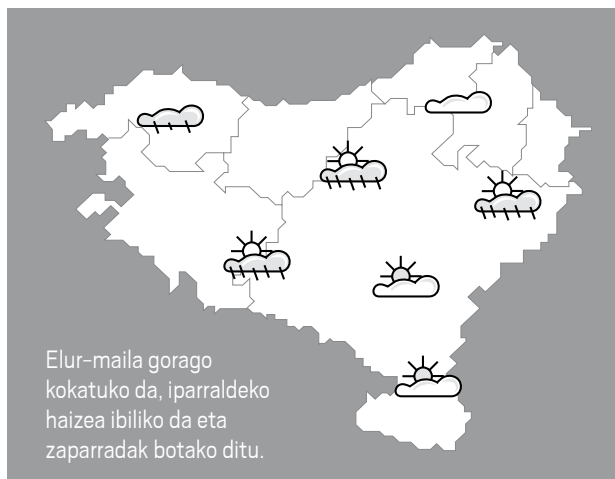 Elur-maila gorago
kokatuko da, iparraldeko
haizea ibiliko da eta
zaparradak botako ditu.